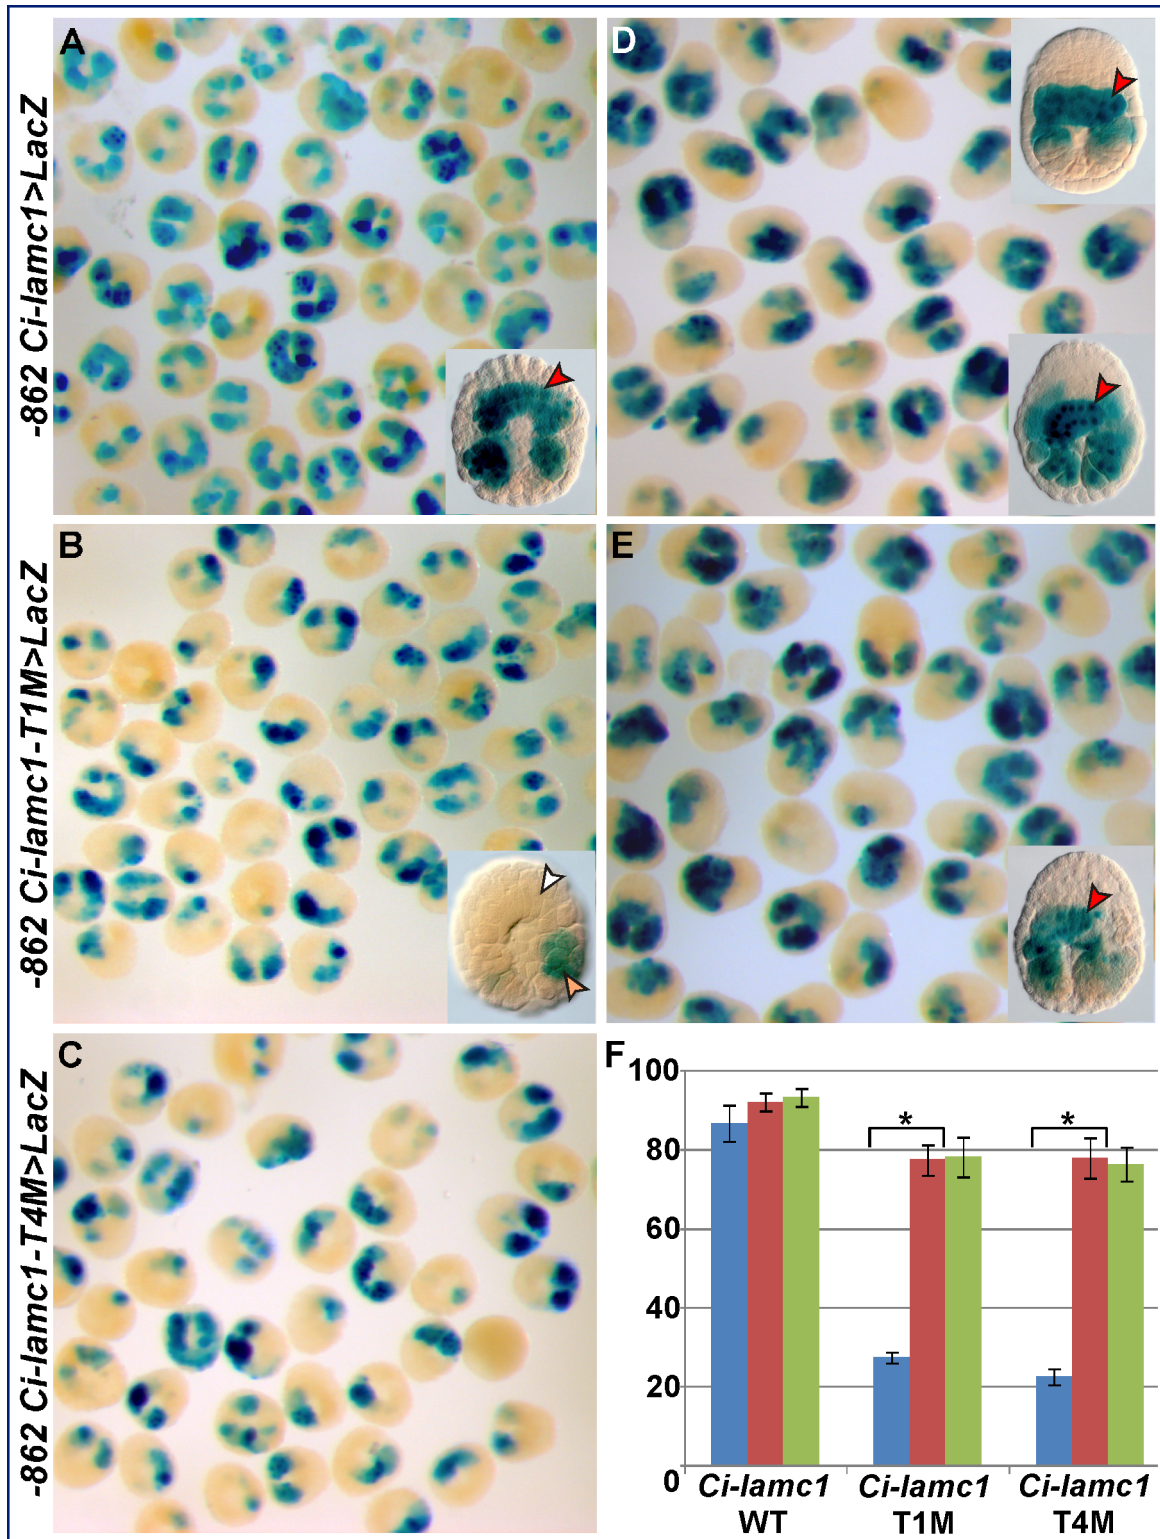 A
D
-862 Ci-lamc1>LacZ
B
E
-862 Ci-lamc1-T1M>LacZ
C
-862 Ci-lamc1-T4M>LacZ
F
100
80
60
40
20
0
*
*
Ci-lamc1 WT
Ci-lamc1 T1M
Ci-lamc1 T4M